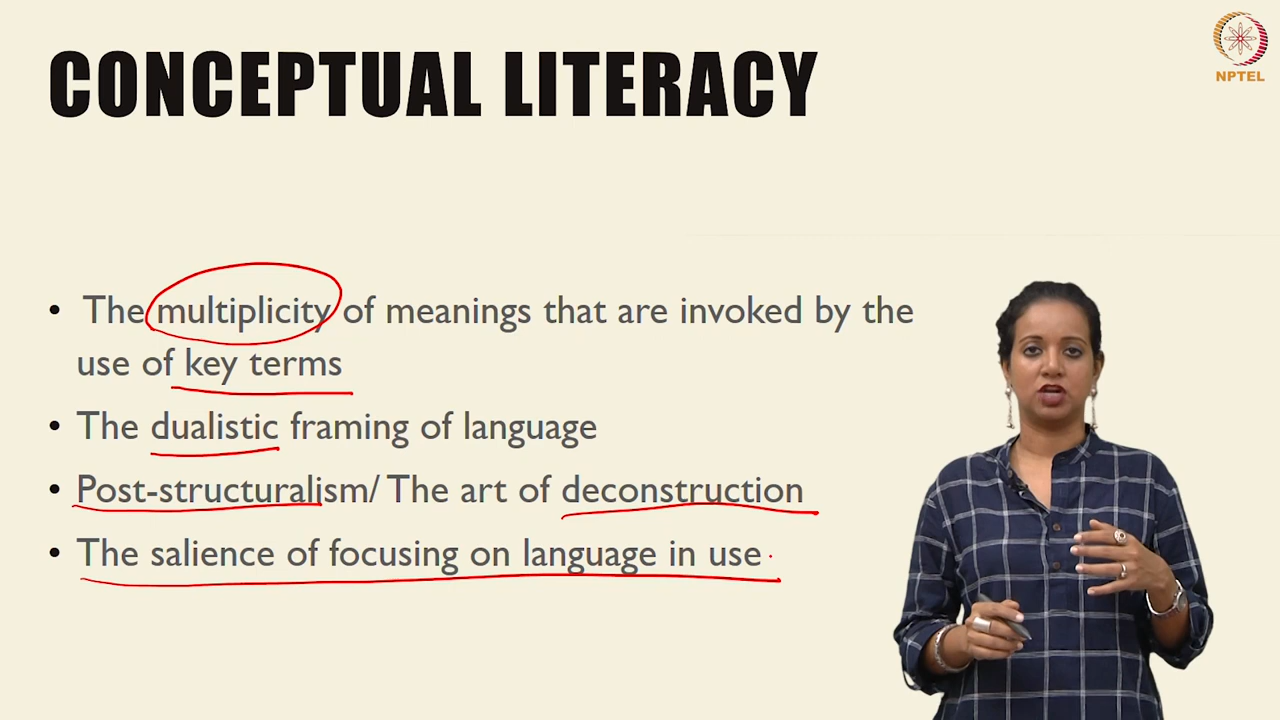 CONCEPTUAL LITERACY
NPTEL
• The multiplicity of meanings that are invoked by the
use of key terms
• The dualistic framing of language
• Post-structuralism/ The art of deconstruction
• The salience of focusing on language in use